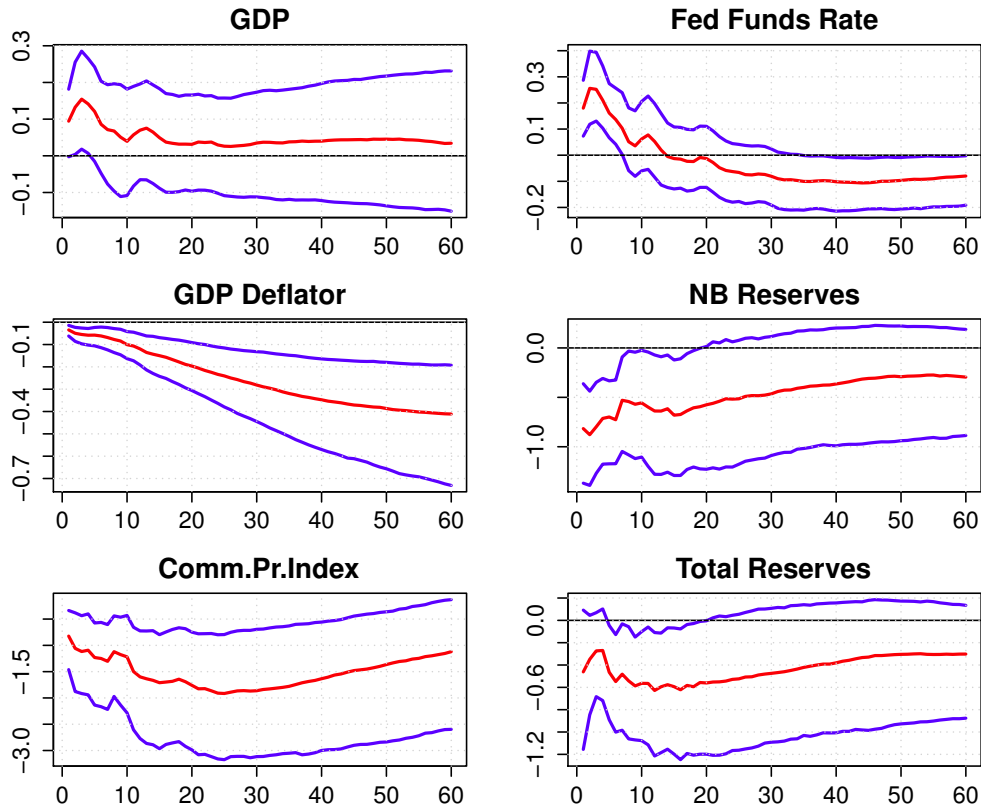 GDP
0.3
0.1
-0.1
0 10 20 30 40 50 60
Fed Funds Rate
0.3
0.1
-0.2
0 10 20 30 40 50 60
GDP Deflator
-0.1
-0.4
-0.7
0 10 20 30 40 50 60
NB Reserves
0.0
-1.0
0 10 20 30 40 50 60
Comm.Pr.Index
-1.5
-3.0
0 10 20 30 40 50 60
Total Reserves
0.0
-0.6
-1.2
0 10 20 30 40 50 60